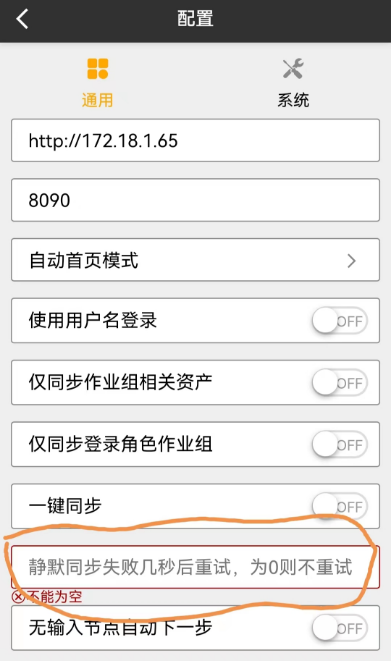 配置
通用
系统
http://172.18.1.65
8090
自动首页模式
使用用户名登录
OFF
仅同步作业组相关资产
OFF
仅同步登录角色作业组
OFF
一键同步
OFF
静默同步失败几秒后重试，为0则不重试
不能为空
无输入节点自动下一步
OFF